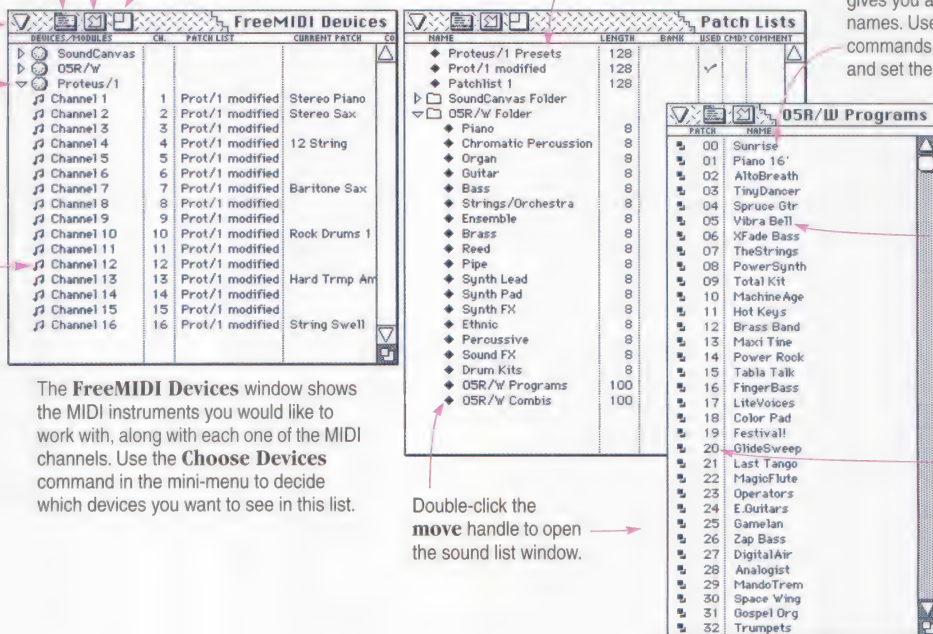 FreeMIDI Devices
DEVICES/MODULES CH. PATCH LIST CURRENT PATCH CO
SoundCanvas
05R/W
Proteus/1
Channel 1 1 Prot/1 modified Stereo Piano
Channel 2 2 Prot/1 modified Stereo Sax
Channel 3 3 Prot/1 modified
Channel 4 4 Prot/1 modified 12 String
Channel 5 5 Prot/1 modified
Channel 6 6 Prot/1 modified
Channel 7 7 Prot/1 modified Baritone Sax
Channel 8 8 Prot/1 modified
Channel 9 9 Prot/1 modified
Channel 10 10 Prot/1 modified Rock Drums 1
Channel 11 11 Prot/1 modified
Channel 12 12 Prot/1 modified
Channel 13 13 Prot/1 modified Hard Trmp Am
Channel 14 14 Prot/1 modified
Channel 15 15 Prot/1 modified
Channel 16 16 Prot/1 modified String Swell
The FreeMIDI Devices window shows
the MIDI instruments you would like to
work with, along with each one of the MIDI
channels. Use the Choose Devices
command in the mini-menu to decide
which devices you want to see in this list.
Patch Lists
NAME LENGTH BANK USED CMD? COMMENT
Proteus/1 Presets 128
Prot/1 modified 128
Patchlist 1 128
SoundCanvas Folder
05R/W Folder
Piano 8
Chromatic Percussion 8
Organ 8
Guitar 8
Bass 8
Strings/Orchestra 8
Ensemble 8
Brass 8
Reed 8
Pipe 8
Synth Lead 8
Synth Pad 8
Synth FX 8
Ethnic 8
Percussive 8
Sound FX 8
Drum Kits 8
05R/W Programs 100
05R/W Combis 100
Double-click the
move handle to open
the sound list window.
gives you a
names. Use
commands
and set the
05R/W Programs
PATCH NAME
00 Sunrise
01 Piano 16'
02 AltoBreath
03 TinyDancer
04 Spruce Gtr
05 Vibra Bell
06 XFade Bass
07 TheStrings
08 PowerSynth
09 Total Kit
10 MachineAge
11 Hot Keys
12 Brass Band
13 Maxi Tine
14 Power Rock
15 Tabla Talk
16 FingerBass
17 LiteVoices
18 Color Pad
19 Festival!
20 GlideSweep
21 Last Tango
22 MagicFlute
23 Operators
24 E.Guitars
25 Gamelan
26 Zap Bass
27 DigitalAir
28 Analogist
29 MandoTrem
30 Space Wing
31 Gospel Org
32 Trumpets